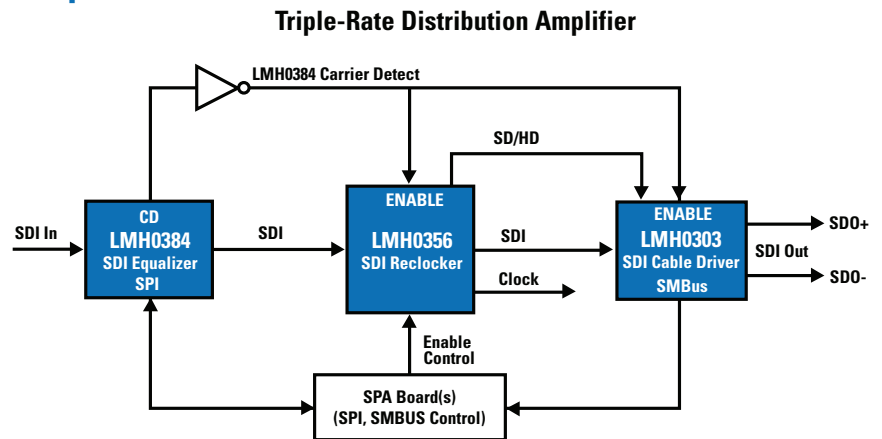 Triple-Rate Distribution Amplifier
LMH0384 Carrier Detect
SD/HD
SDI In
CD
LMH0384
SDI Equalizer
SPI
SDI
ENABLE
LMH0356
SDI Reclocker
SDI
Clock
ENABLE
LMH0303
SDI Cable Driver
SMBus
SDO+
SDI Out
SDO-
Enable
Control
SPA Board(s)
(SPI, SMBUS Control)